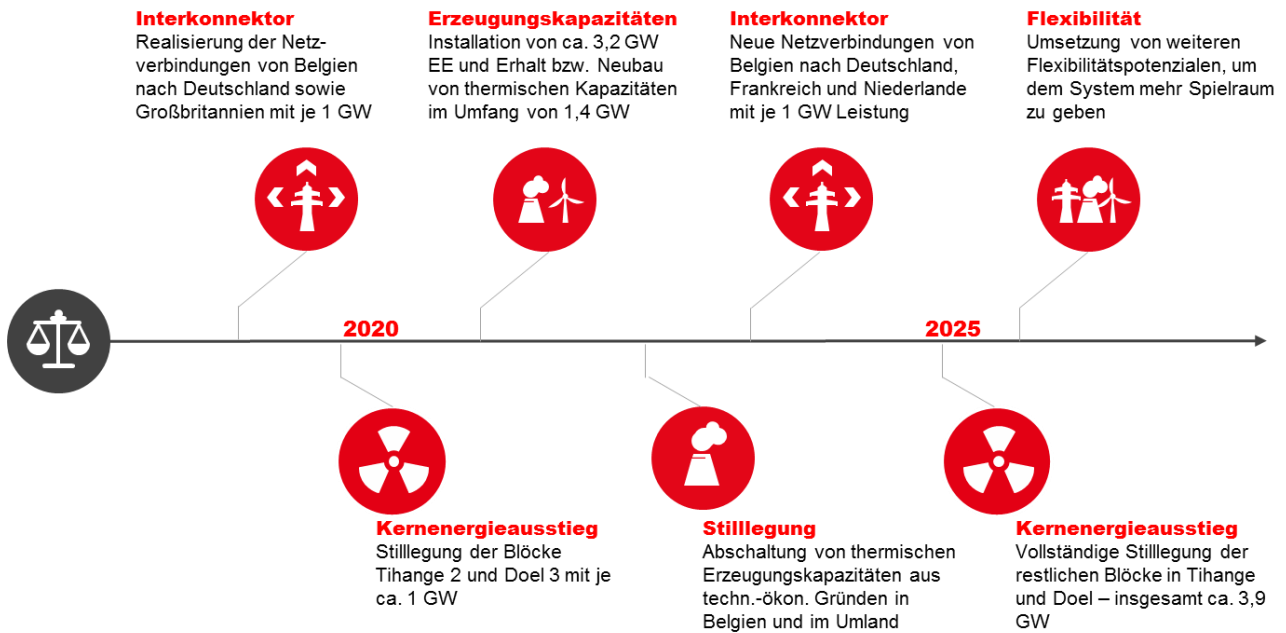 Interkonnektor
Realisierung der Netz-
verbindungen von Belgien
nach Deutschland sowie
Großbritannien mit je 1 GW
Erzeugungskapazitäten
Installation von ca. 3,2 GW
EE und Erhalt bzw. Neubau
von thermischen Kapazitäten
im Umfang von 1,4 GW
Interkonnektor
Neue Netzverbindungen von
Belgien nach Deutschland,
Frankreich und Niederlande
mit je 1 GW Leistung
Flexibilität
Umsetzung von weiteren
Flexibilitätspotenzialen, um
dem System mehr Spielraum
zu geben
2020
2025
Kernenergieausstieg
Stilllegung der Blöcke
Tihange 2 und Doel 3 mit je
ca. 1 GW
Stilllegung
Abschaltung von thermischen
Erzeugungskapazitäten aus
techn.-ökon. Gründen in
Belgien und im Umland
Kernenergieausstieg
Vollständige Stilllegung der
restlichen Blöcke in Tihange
und Doel – insgesamt ca. 3,9
GW